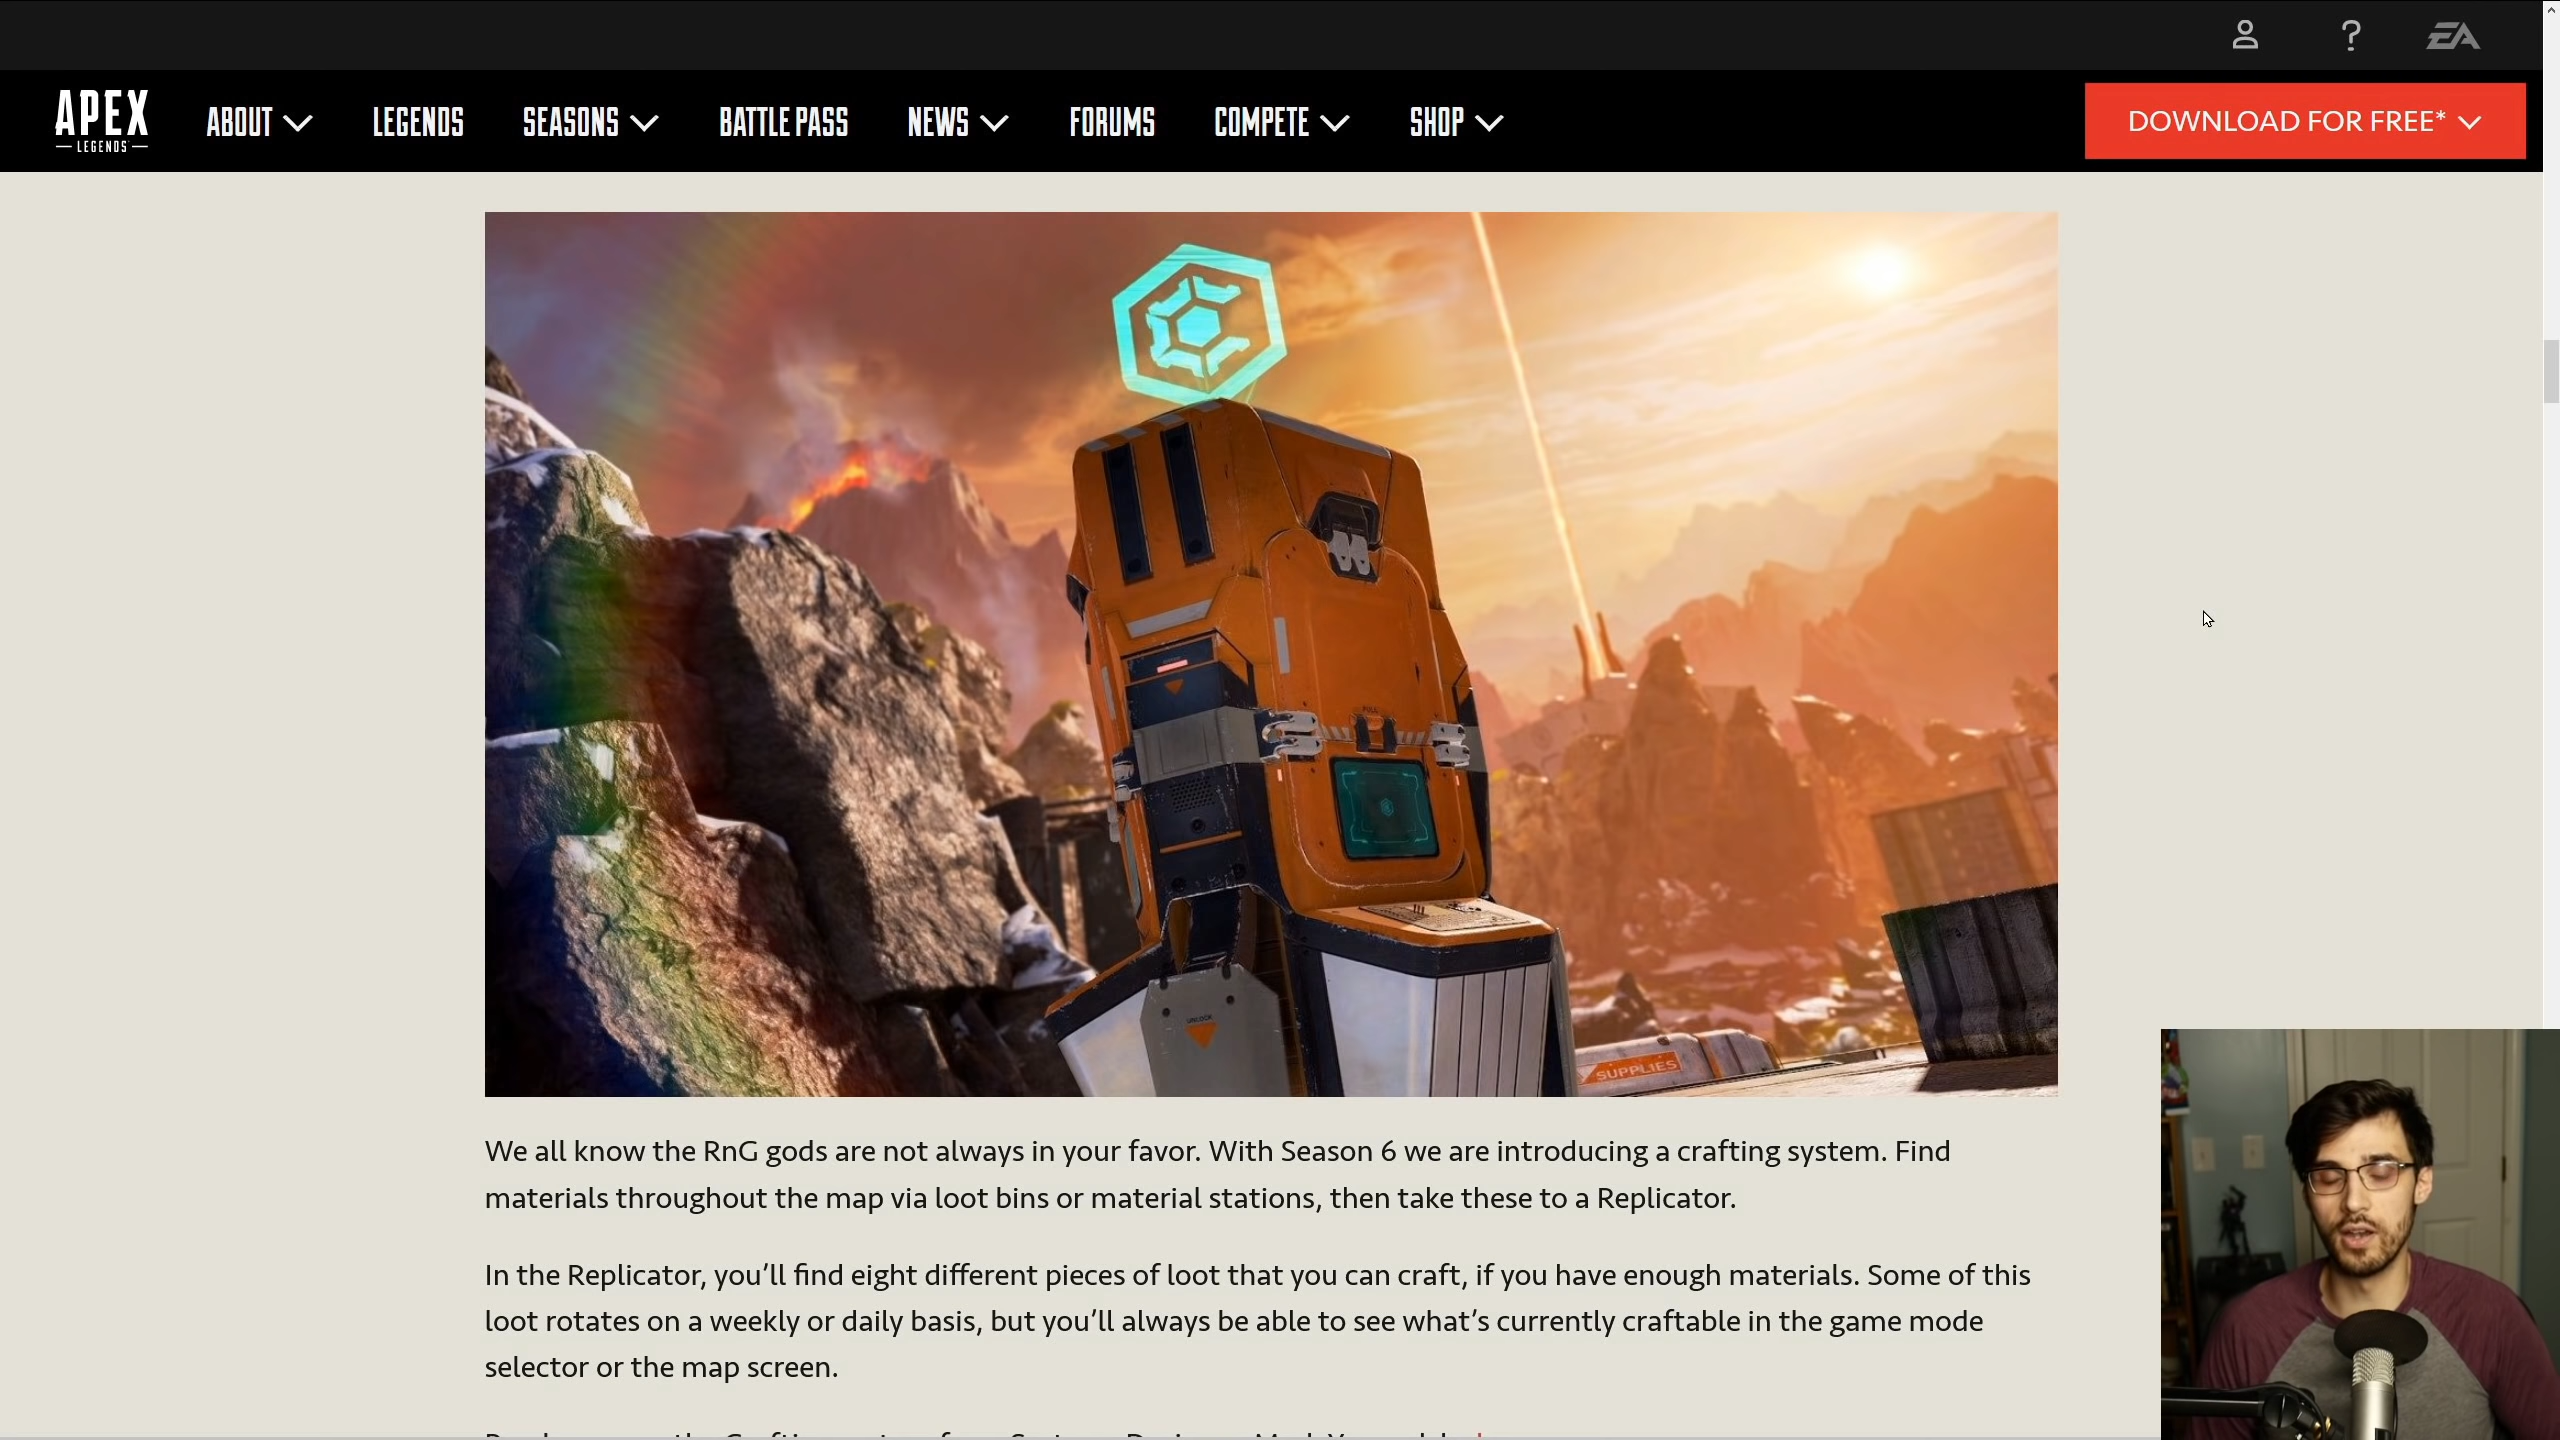 ?
EA
APEX
LEGENDS
ABOUT
LEGENDS
SEASONS
BATTLE PASS
NEWS
FORUMS
COMPETE
SHOP
DOWNLOAD FOR FREE*
PULL
UNLOCK
SUPPLIES
We all know the RnG gods are not always in your favor. With Season 6 we are introducing a crafting system. Find
materials throughout the map via loot bins or material stations, then take these to a Replicator.
In the Replicator, you’ll find eight different pieces of loot that you can craft, if you have enough materials. Some of this
loot rotates on a weekly or daily basis, but you’ll always be able to see what’s currently craftable in the game mode
selector or the map screen.